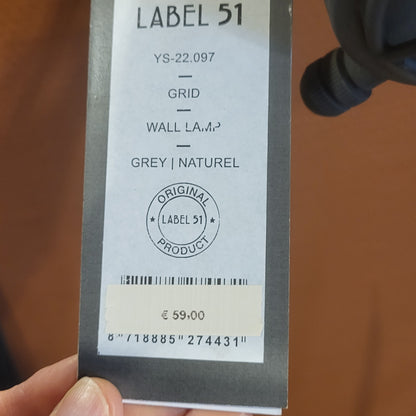 LABEL 51
YS-22.097
GRID
WALL LAMP
GREY | NATUREL
ORIGINAL
LABEL 51
PRODUCT
€ 59,00
8 718885 274431